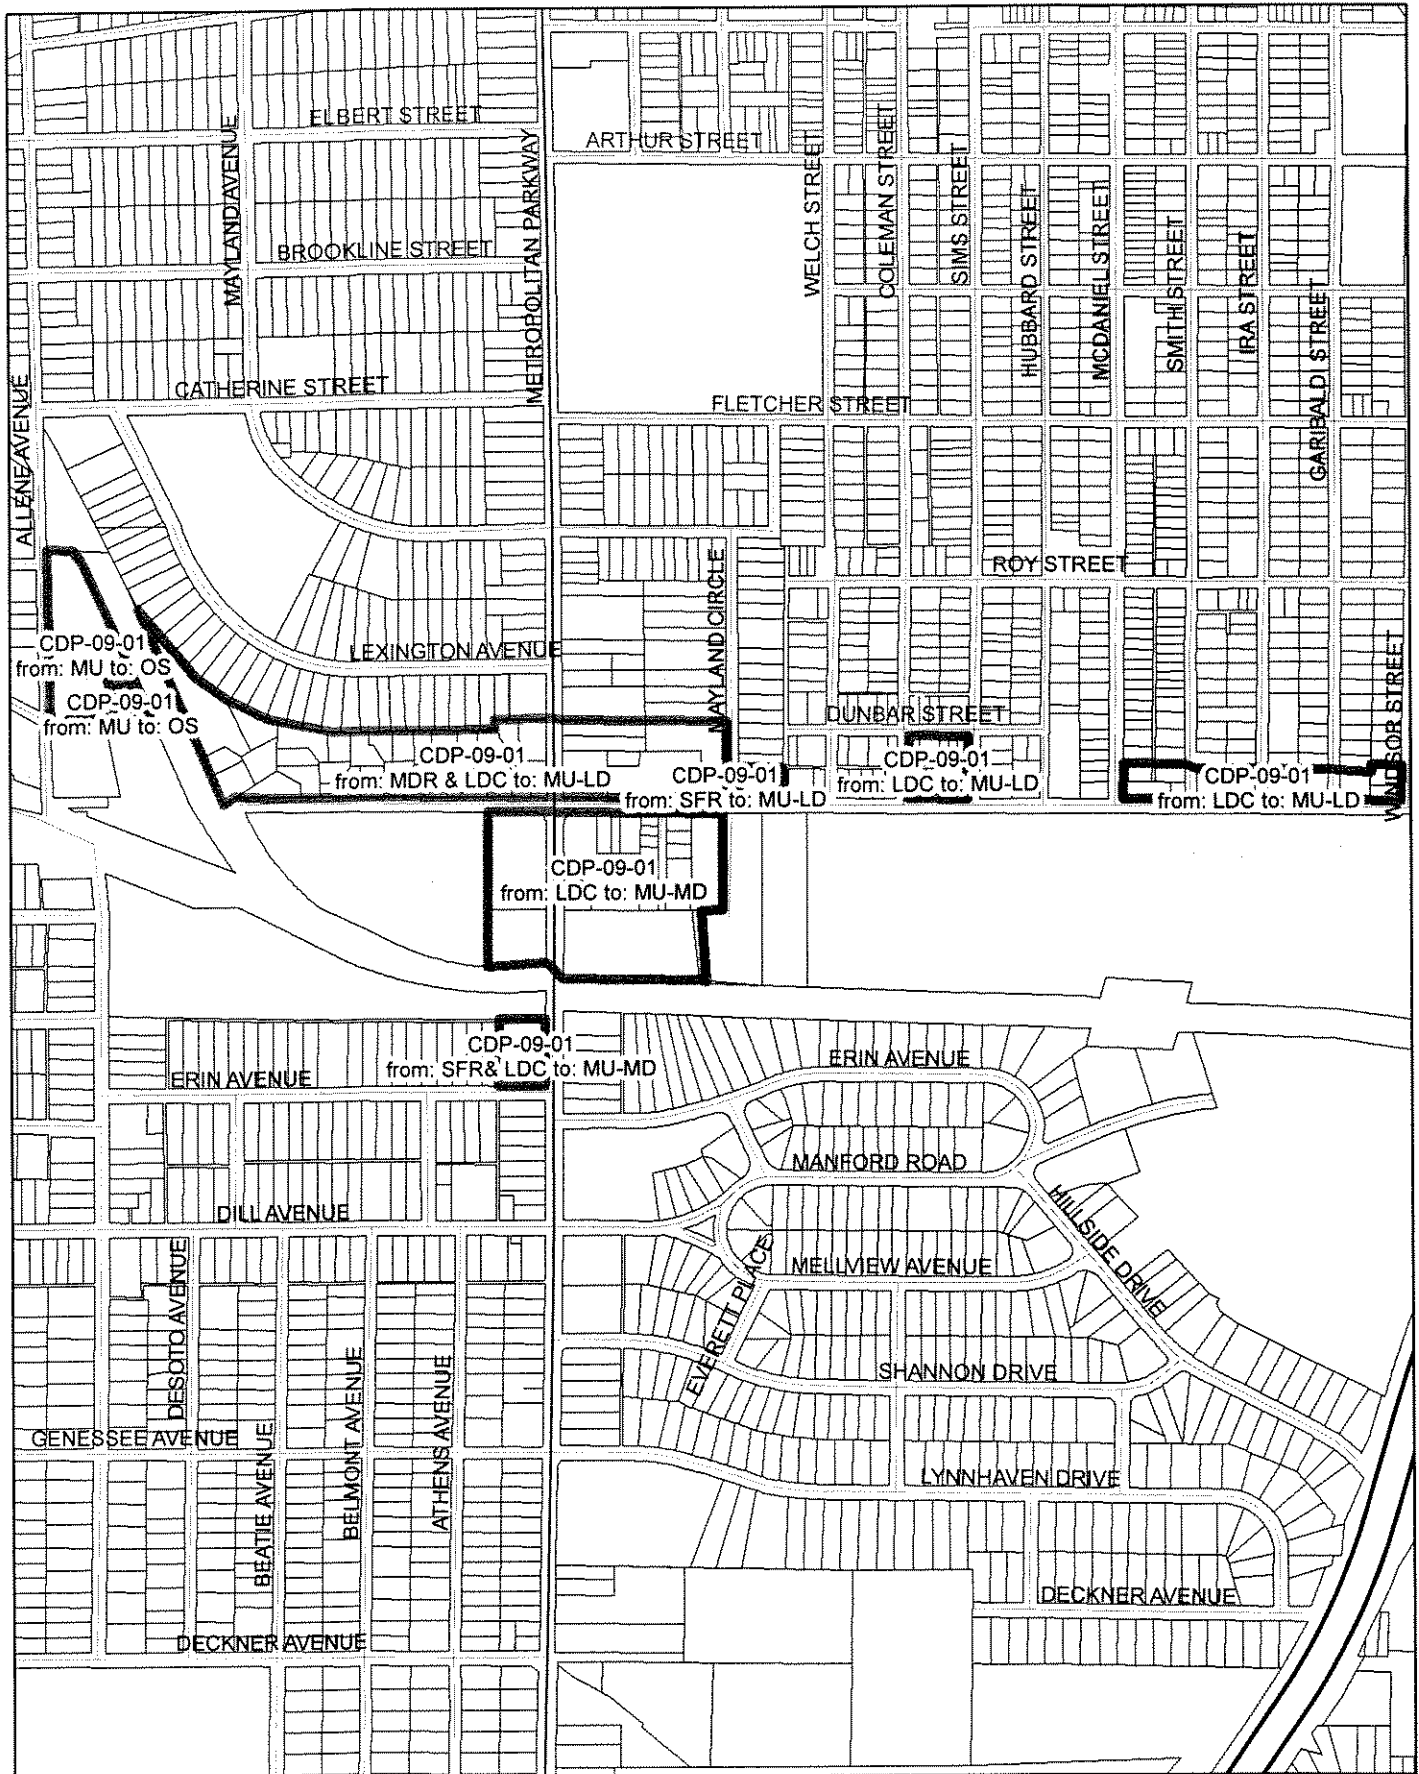 ELBERT STREET
ARTHUR STREET
MAYLAND AVENUE
METROPOLITAN PARKWAY
WELCH STREET
COLEMAN STREET
SIMS STREET
HUBBARD STREET
MCDANIEL STREET
SMITH STREET
IRA STREET
GARIBALDI STREET
BROOKLINE STREET
CATHERINE STREET
FLETCHER STREET
ALLENE AVENUE
ROY STREET
MAYLAND CIRCLE
LEXINGTON AVENUE
WINDSOR STREET
CDP-09-01
from: MU to: OS
CDP-09-01
from: MU to: OS
DUNBAR STREET
CDP-09-01
from: MDR & LDC to: MU-LD
CDP-09-01
from: SFR to: MU-LD
CDP-09-01
from: LDC to: MU-LD
CDP-09-01
from: LDC to: MU-LD
CDP-09-01
from: LDC to: MU-MD
CDP-09-01
from: SFR& LDC to: MU-MD
ERIN AVENUE
ERIN AVENUE
MANFORD ROAD
HILLSIDE DRIVE
DILL AVENUE
MELLVIEW AVENUE
EVERETT PLACE
DESOTO AVENUE
SHANNON DRIVE
BELMONT AVENUE
ATHENS AVENUE
GENESSEE AVENUE
BEATIE AVENUE
LYNNHAVEN DRIVE
DECKNER AVENUE
DECKNER AVENUE